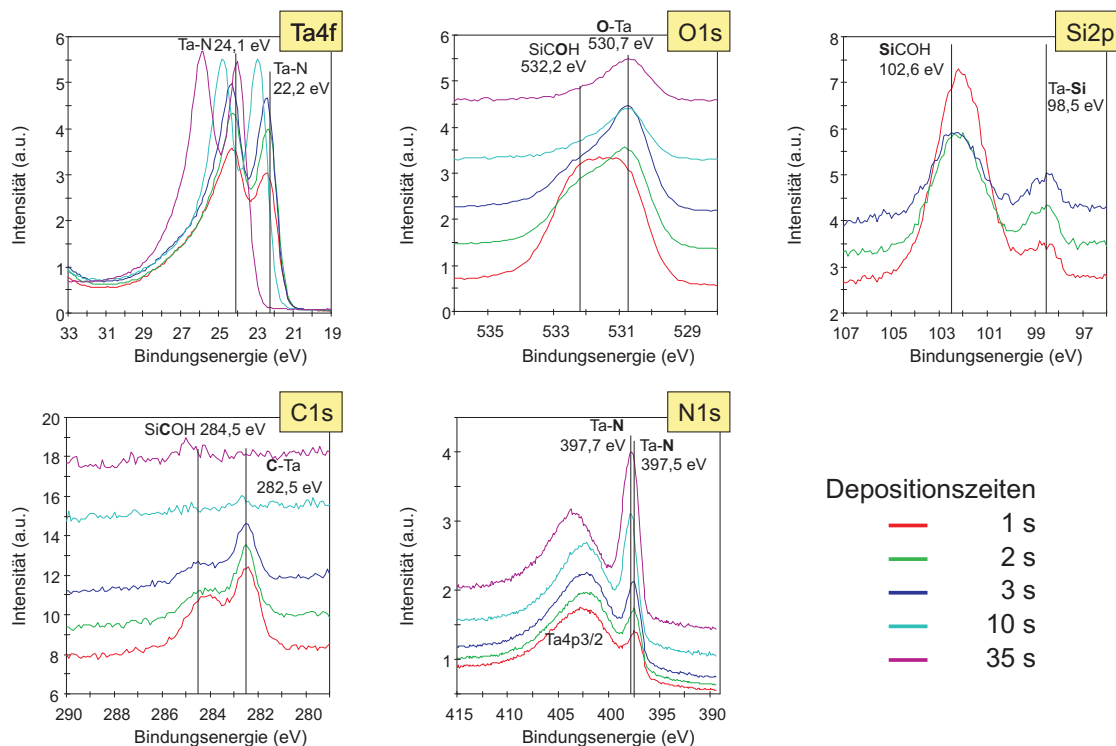 Ta4f
Ta-N 24,1 eV
Ta-N
22,2 eV
Intensität (a.u.)
6
5
4
3
2
1
0
33 31 29 27 25 23 21 19
Bindungsenergie (eV)
O1s
O-Ta
530,7 eV
SiCOH
532,2 eV
Intensität (a.u.)
6
5
4
3
2
1
0
535 533 531 529
Bindungsenergie (eV)
Si2p
SiCOH
102,6 eV
Ta-Si
98,5 eV
Intensität (a.u.)
8
7
6
5
4
3
2
107 105 103 101 99 97
Bindungsenergie (eV)
C1s
SiCOH 284,5 eV
C-Ta
282,5 eV
Intensität (a.u.)
20
18
16
14
12
10
8
6
290 288 286 284 282 280
Bindungsenergie (eV)
N1s
Ta-N
397,7 eV
Ta-N
397,5 eV
Ta4p3/2
Intensität (a.u.)
4
3
2
1
415 410 405 400 395 390
Bindungsenergie (eV)
Depositionszeiten
1 s
2 s
3 s
10 s
35 s